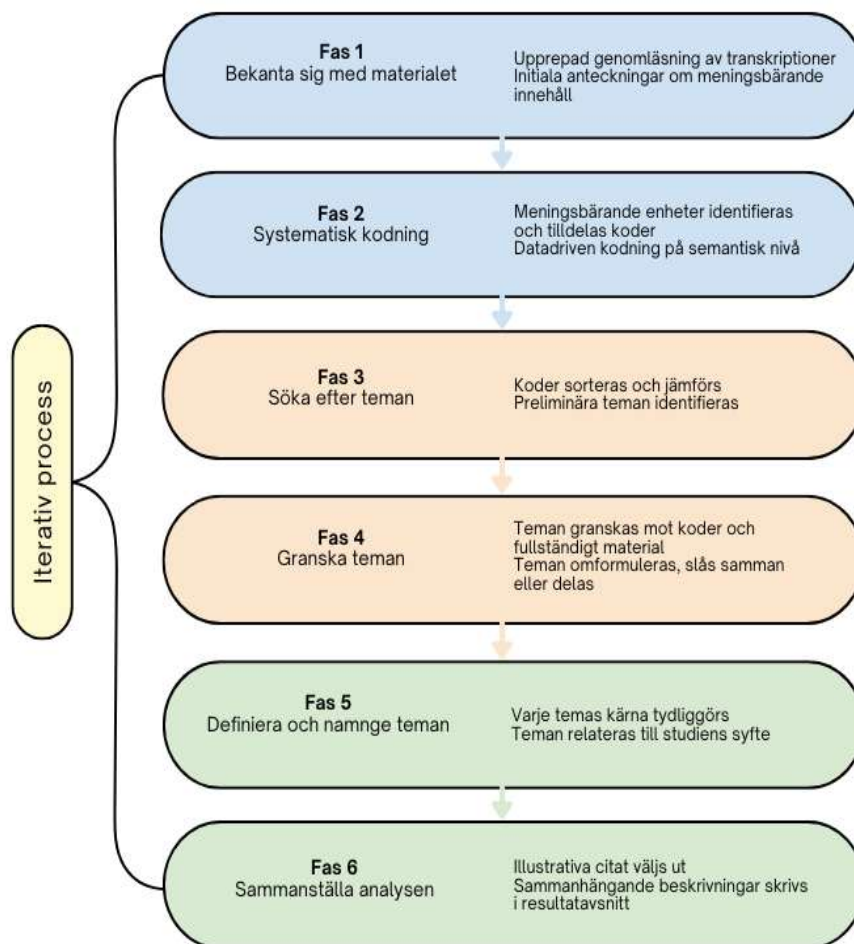 Fas 1
Bekanta sig med materialet
Upprepad genomläsning av transkriptioner
Initiala anteckningar om meningsbärande
innehåll
Fas 2
Systematisk kodning
Meningsbärande enheter identifieras
och tilldelas koder
Datadriven kodning på semantisk nivå
Iterativ process
Fas 3
Söka efter teman
Koder sorteras och jämförs
Preliminära teman identifieras
Fas 4
Granska teman
Teman granskas mot koder och
fullständigt material
Teman omformuleras, slås samman
eller delas
Fas 5
Definiera och namnge teman
Varje temas kärna tydliggörs
Teman relateras till studiens syfte
Fas 6
Sammanställa analysen
Illustrativa citat väljs ut
Sammanhängande beskrivningar skrivs
i resultatavsnitt